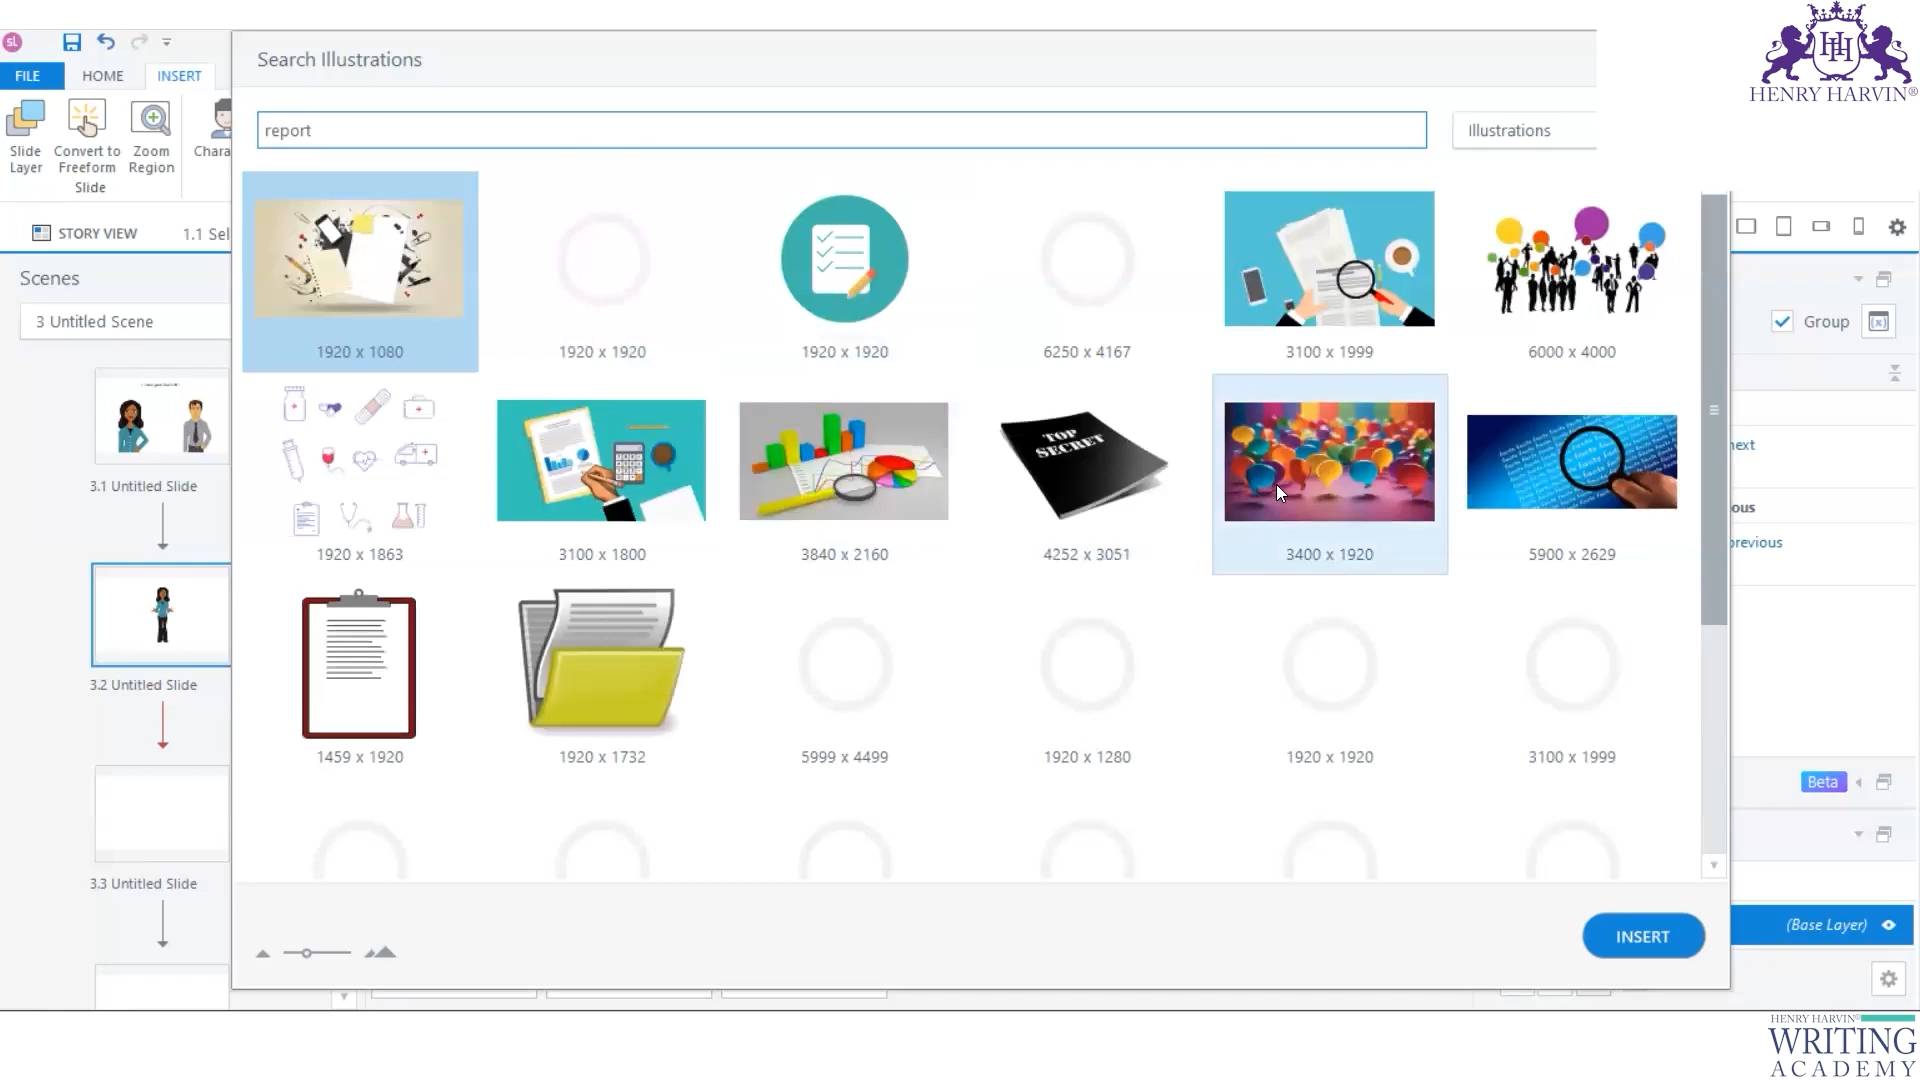 sl
FILE
HOME
INSERT
Slide
Layer
Convert to
Freeform
Zoom
Region
Chara
Slide
STORY VIEW
1.1 Sel
Scenes
3 Untitled Scene
3.1 Untitled Slide
3.2 Untitled Slide
3.3 Untitled Slide
Search Illustrations
report
Illustrations
1920 x 1080
1920 x 1920
1920 x 1920
6250 x 4167
3100 x 1999
6000 x 4000
TOP
SECRET
1920 x 1863
3100 x 1800
3840 x 2160
4252 x 3051
3400 x 1920
5900 x 2629
1459 x 1920
1920 x 1732
5999 x 4499
1920 x 1280
1920 x 1920
3100 x 1999
INSERT
HH
HENRY HARVIN®
Group
(x)
next
ous
previous
Beta
(Base Layer)
HENRY HARVIN®
WRITING
ACADEMY